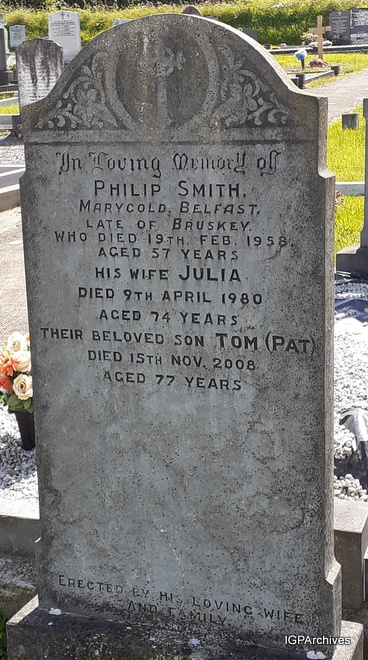 In Loving Memory of
PHILIP SMITH,
MARYGOLD, BELFAST,
LATE OF BRUSKEY,
WHO DIED 19TH. FEB. 1958,
AGED 57 YEARS
HIS WIFE JULIA
DIED 9TH APRIL 1980
AGED 74 YEARS
THEIR BELOVED SON TOM (PAT)
DIED 15TH NOV. 2008
AGED 77 YEARS
ERECTED BY HIS LOVING WIFE
AND FAMILY.
IGPArchives